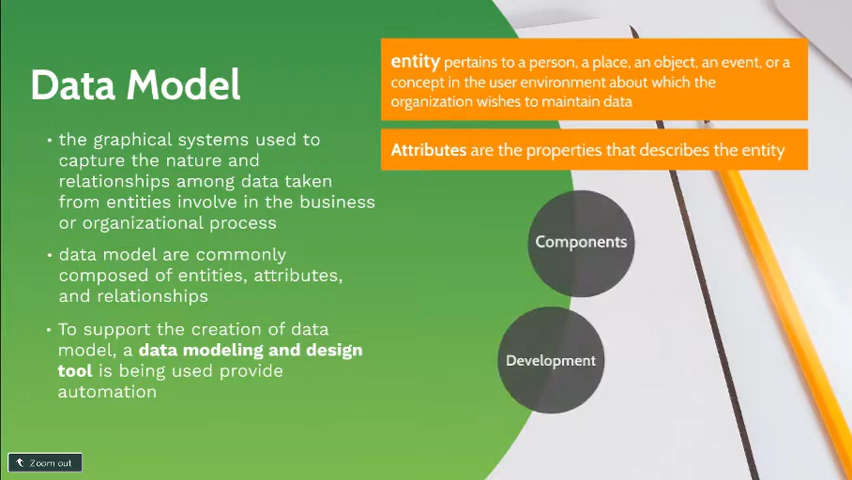 Data Model
• the graphical systems used to
capture the nature and
relationships among data taken
from entities involve in the business
or organizational process
• data model are commonly
composed of entities, attributes,
and relationships
• To support the creation of data
model, a data modeling and design
tool is being used provide
automation
entity pertains to a person, a place, an object, an event, or a
concept in the user environment about which the
organization wishes to maintain data
Attributes are the properties that describes the entity
Components
Development
Zoom out